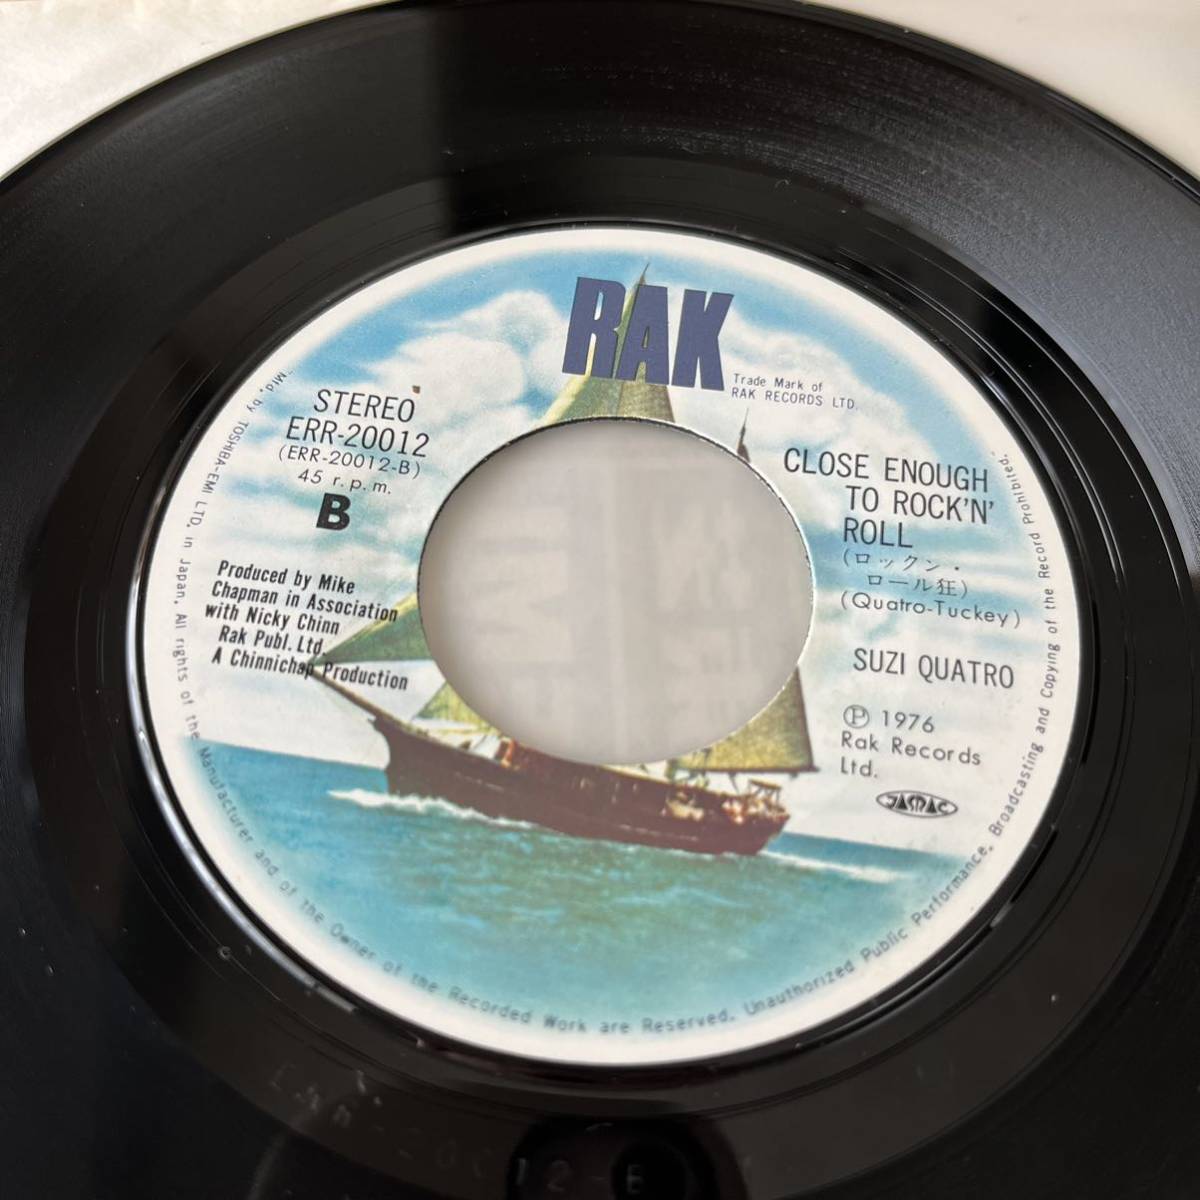 RAK
Trade Mark of
RAK RECORDS LTD.
STEREO
ERR-20012
(ERR-20012-B)
45 r.p.m.
B
Produced by Mike
Chapman in Association
with Nicky Chinn
Rak Publ. Ltd.
A Chinnichap Production
CLOSE ENOUGH
TO ROCK'N'
ROLL
(ロックン・
ロール狂)
(Quatro-Tuckey)
SUZI QUATRO
Ⓟ 1976
Rak Records
Ltd.
JASRAC
Mfd. by TOSHIBA-EMI LTD. in Japan. All rights of the Manufacturer and of the Owner of the Recorded Work are Reserved. Unauthorized Public Performance, Broadcasting and Copying of the Record Prohibited.